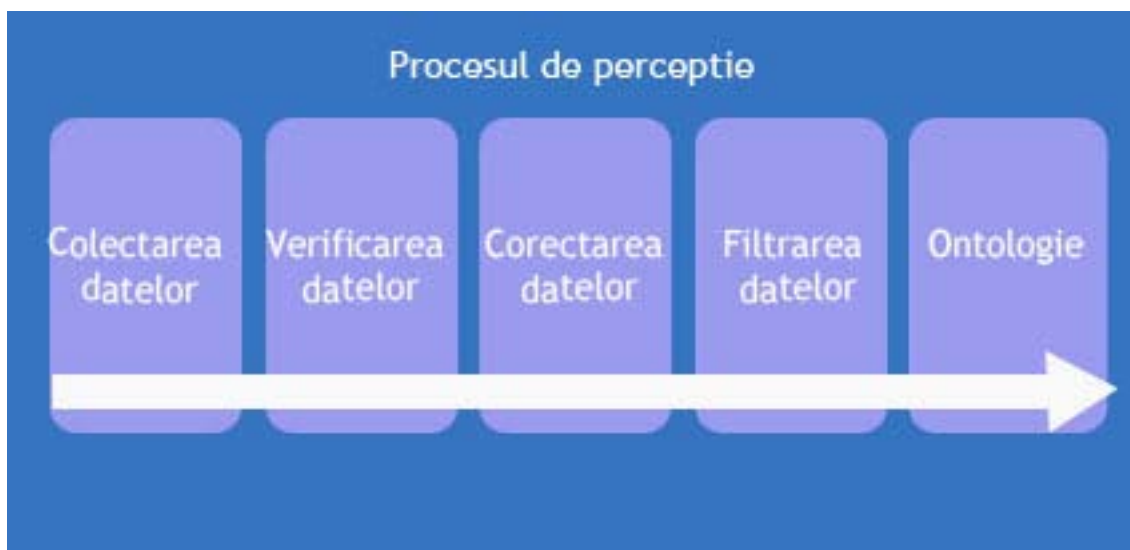 Procesul de perceptie
Colectarea
datelor
Verificarea
datelor
Corectarea
datelor
Filtrarea
datelor
Ontologie